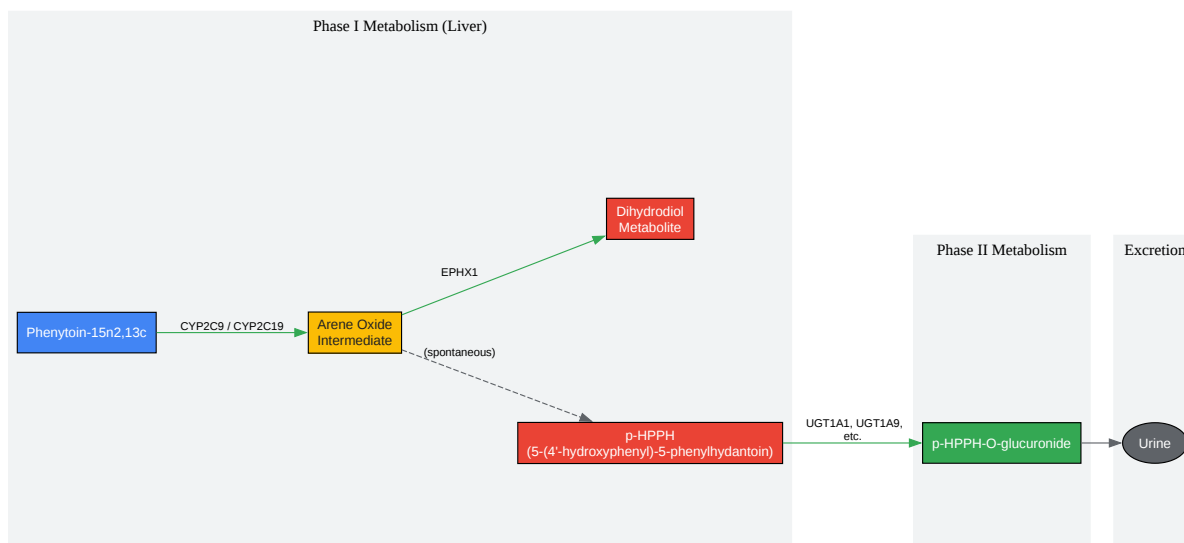 Phase I Metabolism (Liver)
Dihydrodiol
Metabolite
EPHX1
Phase II Metabolism
Excretion
Phenytoin-15n2,13c
CYP2C9 / CYP2C19
Arene Oxide
Intermediate
(spontaneous)
p-HPPH
(5-(4'-hydroxyphenyl)-5-phenylhydantoin)
UGT1A1, UGT1A9,
etc.
p-HPPH-O-glucuronide
Urine